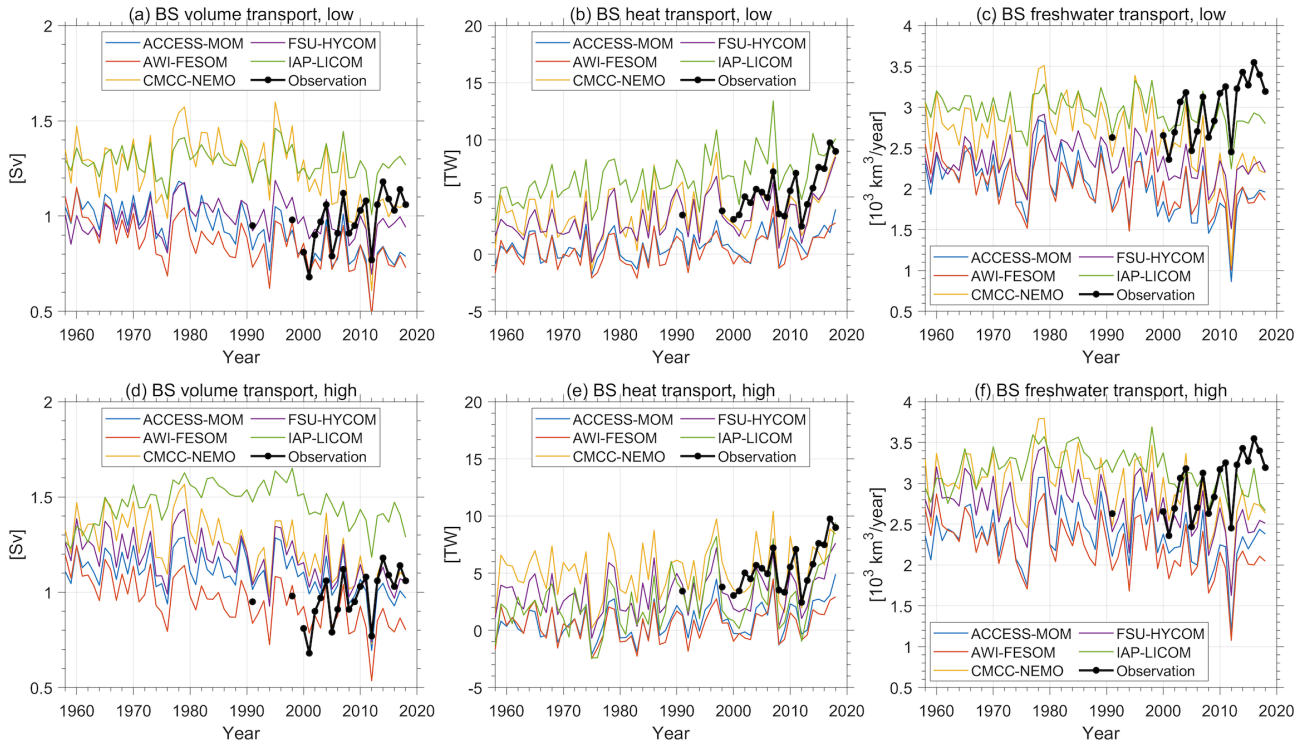 (a) BS volume transport, low
2
1.5
1
0.5
[Sv]
ACCESS-MOM
AWI-FESOM
CMCC-NEMO
FSU-HYCOM
IAP-LICOM
Observation
1960 1970 1980 1990 2000 2010 2020
Year
(b) BS heat transport, low
20
15
10
5
0
-5
[TW]
ACCESS-MOM
AWI-FESOM
CMCC-NEMO
FSU-HYCOM
IAP-LICOM
Observation
1960 1970 1980 1990 2000 2010 2020
Year
(c) BS freshwater transport, low
4
3.5
3
2.5
2
1.5
1
0.5
[10³ km³/year]
ACCESS-MOM
AWI-FESOM
CMCC-NEMO
FSU-HYCOM
IAP-LICOM
Observation
1960 1970 1980 1990 2000 2010 2020
Year
(d) BS volume transport, high
2
1.5
1
0.5
[Sv]
ACCESS-MOM
AWI-FESOM
CMCC-NEMO
FSU-HYCOM
IAP-LICOM
Observation
1960 1970 1980 1990 2000 2010 2020
Year
(e) BS heat transport, high
20
15
10
5
0
-5
[TW]
ACCESS-MOM
AWI-FESOM
CMCC-NEMO
FSU-HYCOM
IAP-LICOM
Observation
1960 1970 1980 1990 2000 2010 2020
Year
(f) BS freshwater transport, high
4
3.5
3
2.5
2
1.5
1
0.5
[10³ km³/year]
ACCESS-MOM
AWI-FESOM
CMCC-NEMO
FSU-HYCOM
IAP-LICOM
Observation
1960 1970 1980 1990 2000 2010 2020
Year